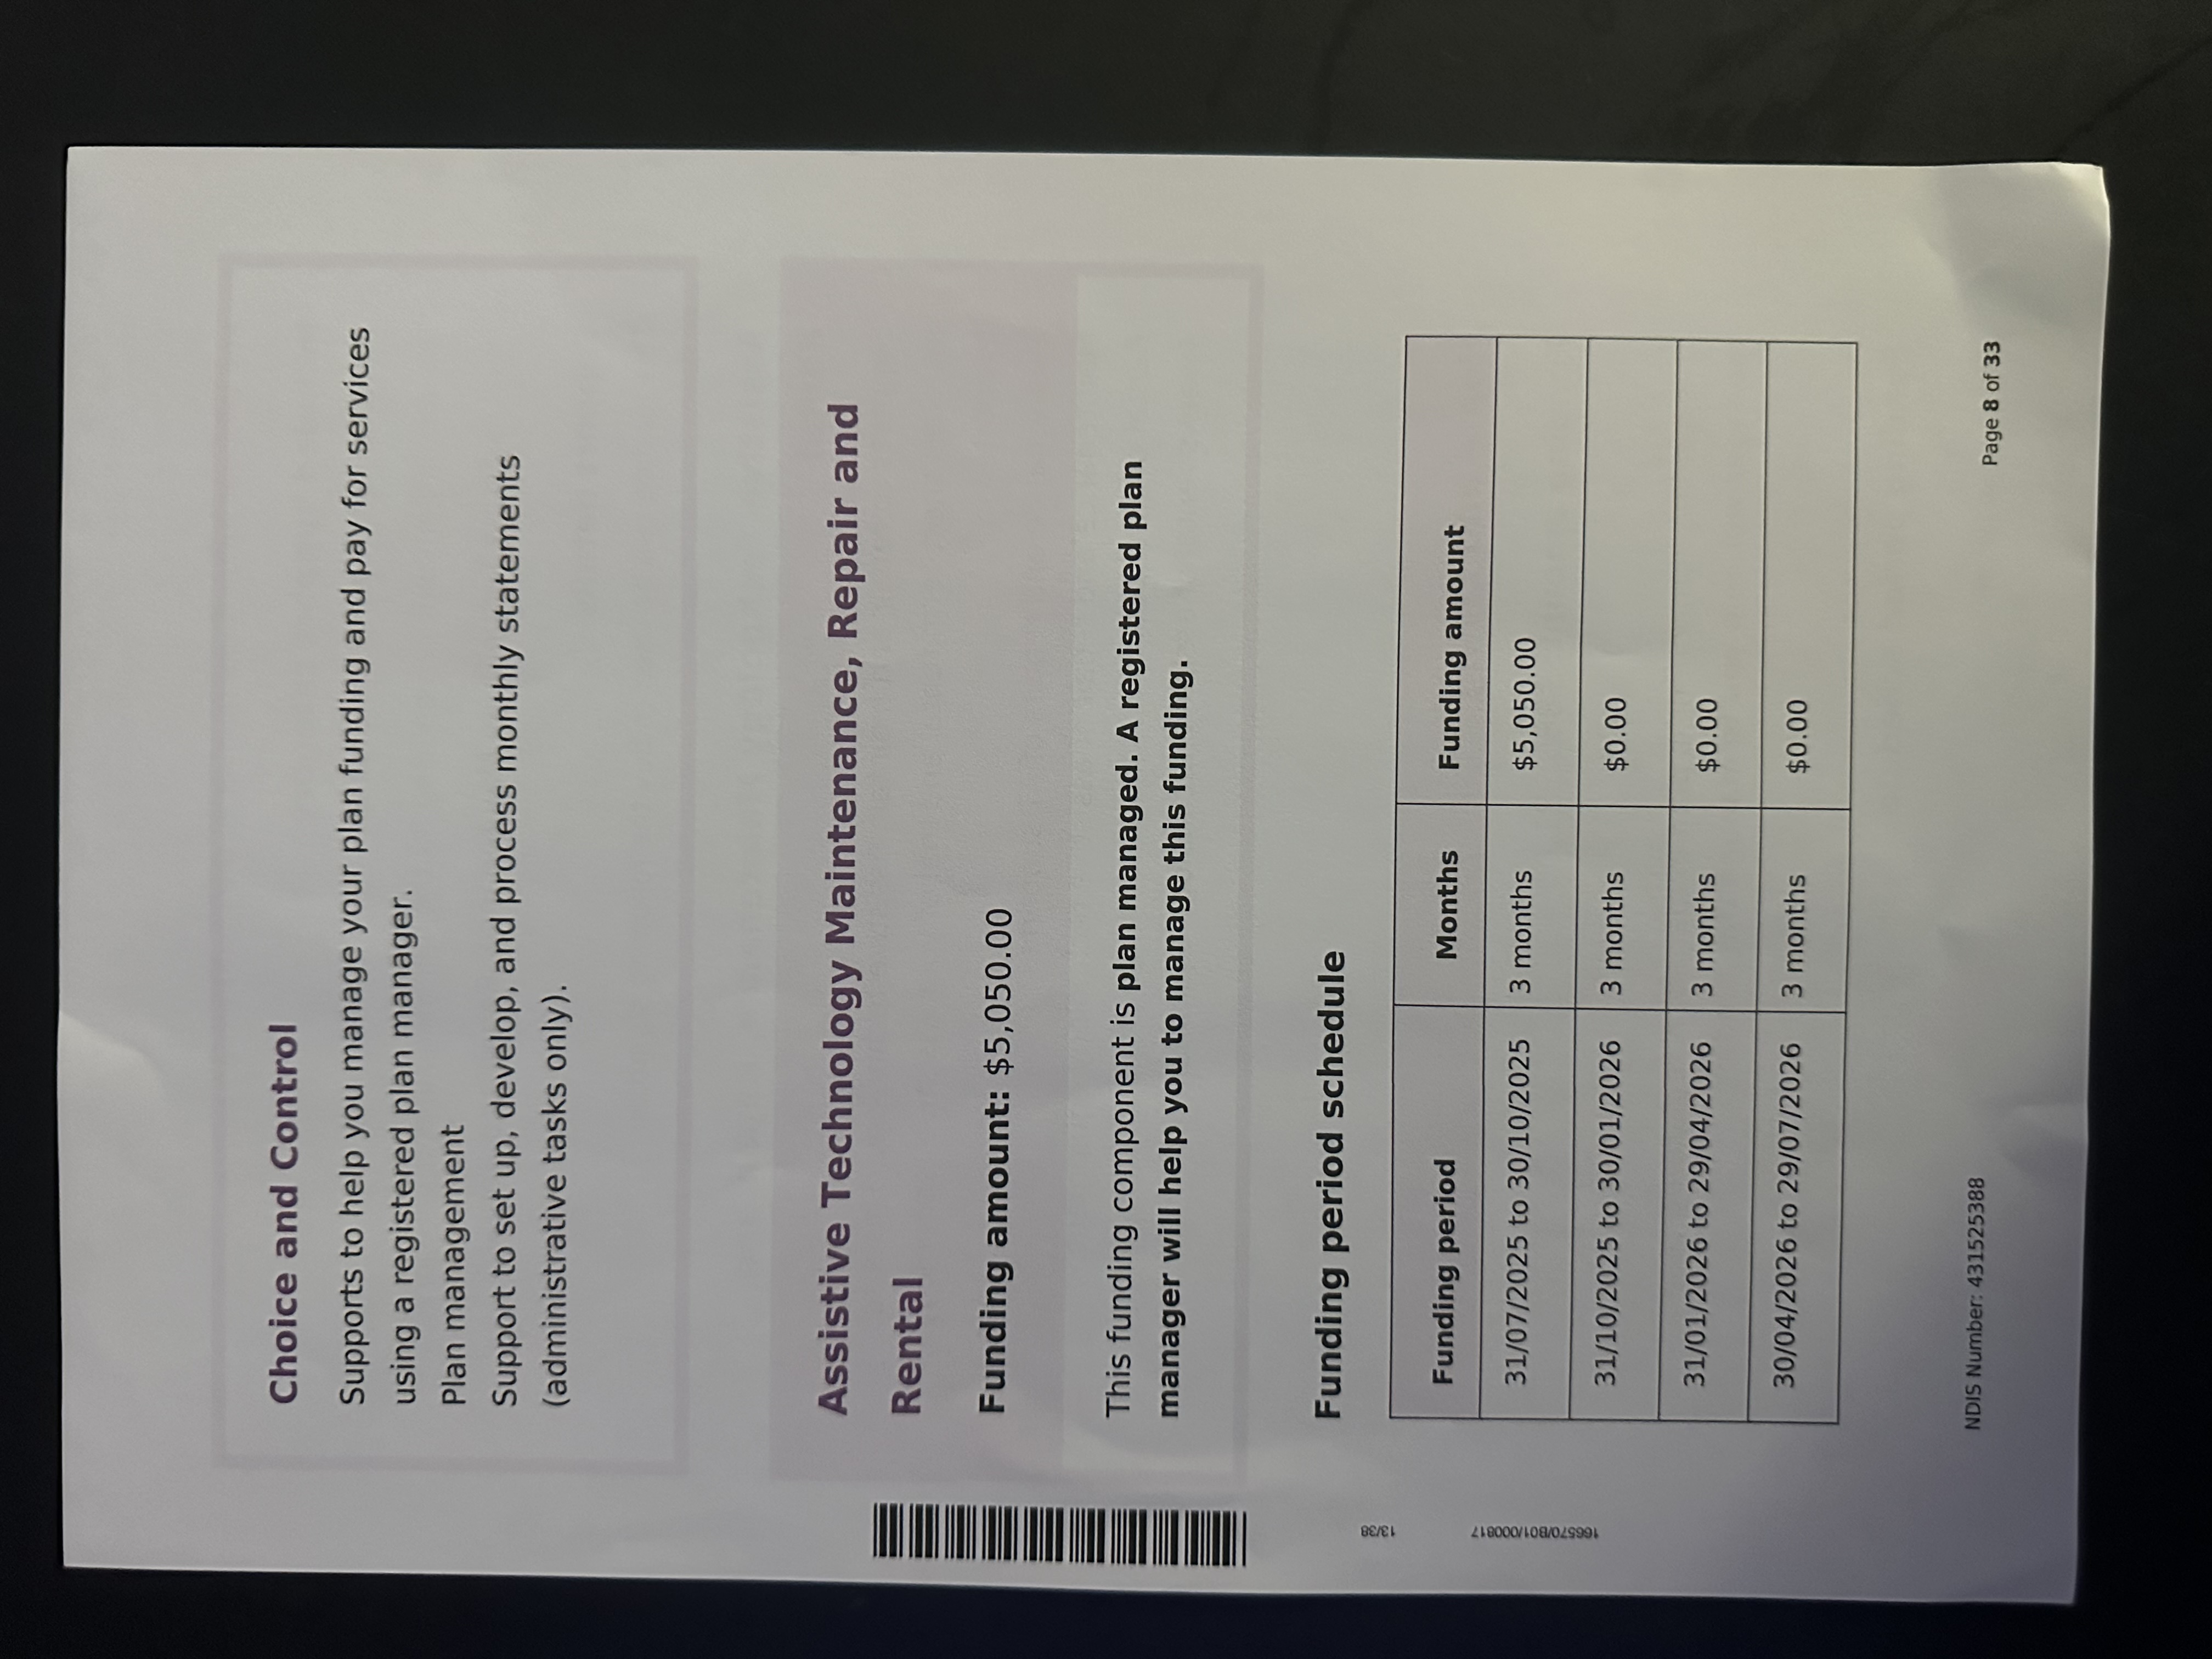 Choice and Control
Supports to help you manage your plan funding and pay for services
using a registered plan manager.
Plan management
Support to set up, develop, and process monthly statements
(administrative tasks only).
Assistive Technology Maintenance, Repair and
Rental
Funding amount: $5,050.00
This funding component is plan managed. A registered plan
manager will help you to manage this funding.
Funding period schedule
Funding period Months Funding amount
31/07/2025 to 30/10/2025 3 months $5,050.00
31/10/2025 to 30/01/2026 3 months $0.00
31/01/2026 to 29/04/2026 3 months $0.00
30/04/2026 to 29/07/2026 3 months $0.00
13/38
166570/B01/000817
NDIS Number: 431525388
Page 8 of 33